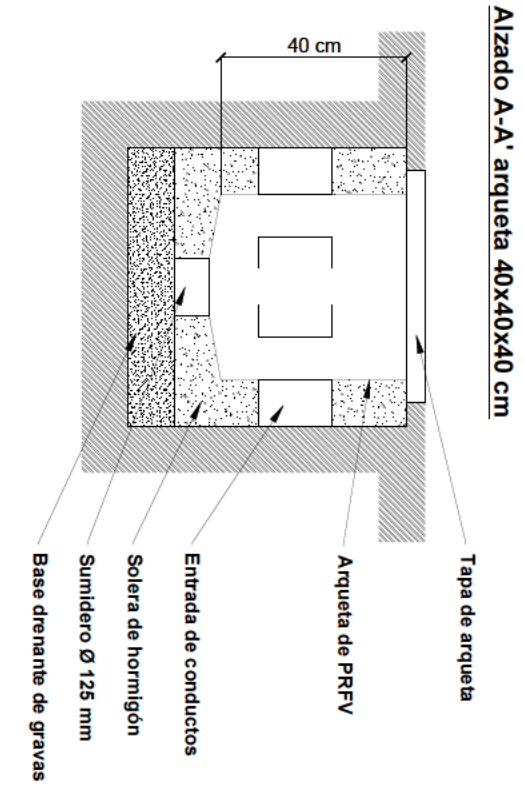 Alzado A-A' arqueta 40x40x40 cm
40 cm
Tapa de arqueta
Arqueta de PRFV
Entrada de conductos
Solera de hormigón
Sumidero Ø 125 mm
Base drenante de gravas